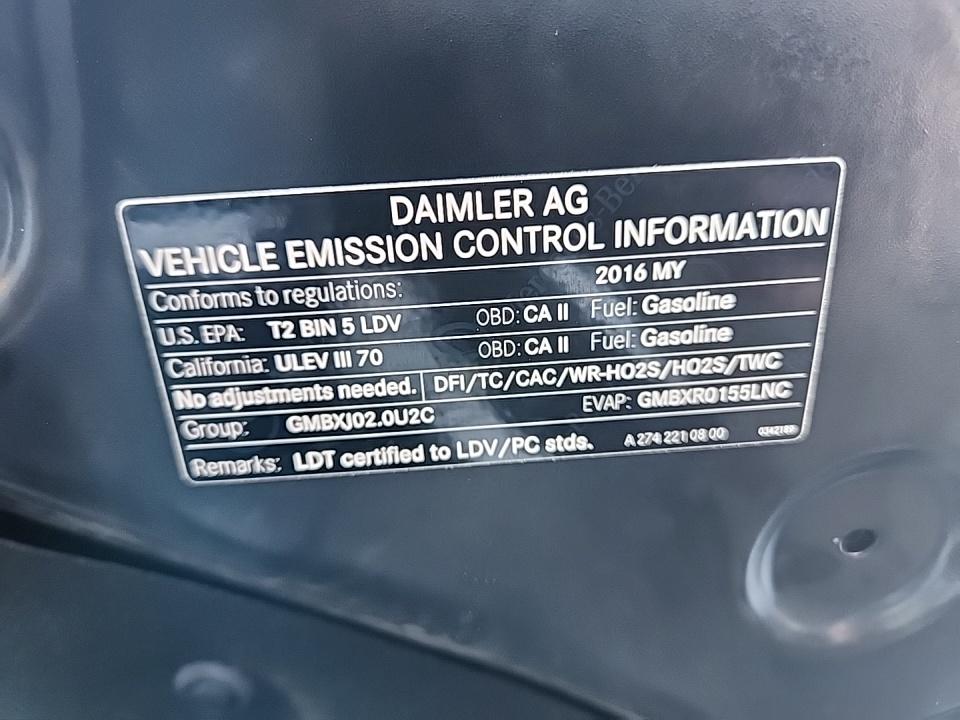 DAIMLER AG
VEHICLE EMISSION CONTROL INFORMATION
Conforms to regulations: 2016 MY
U.S. EPA: T2 BIN 5 LDV OBD: CA II Fuel: Gasoline
California: ULEV III 70 OBD: CA II Fuel: Gasoline
No adjustments needed. DFI/TC/CAC/WR-HO2S/HO2S/TWC
Group: GMBXJ02.0U2C EVAP: GMBXR0155LNC
Remarks: LDT certified to LDV/PC stds. A 274 221 08 00 0342189